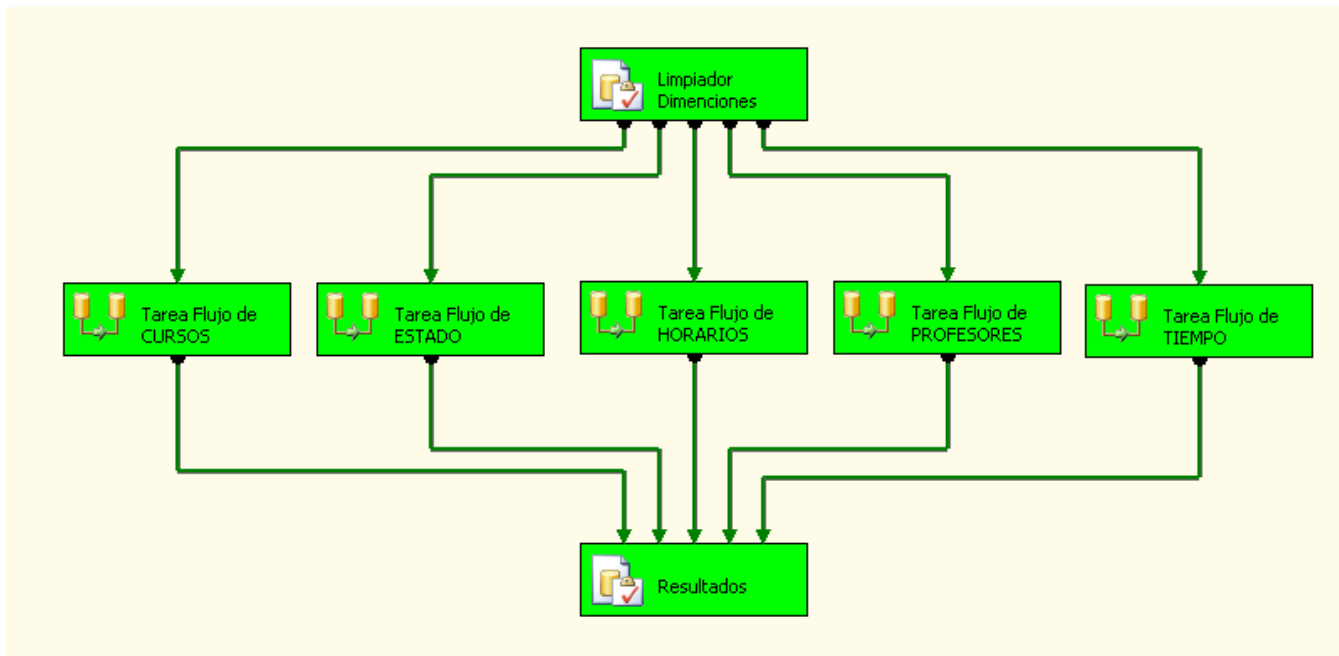 Limpiador
Dimenciones
Tarea Flujo de
CURSOS
Tarea Flujo de
ESTADO
Tarea Flujo de
HORARIOS
Tarea Flujo de
PROFESORES
Tarea Flujo de
TIEMPO
Resultados